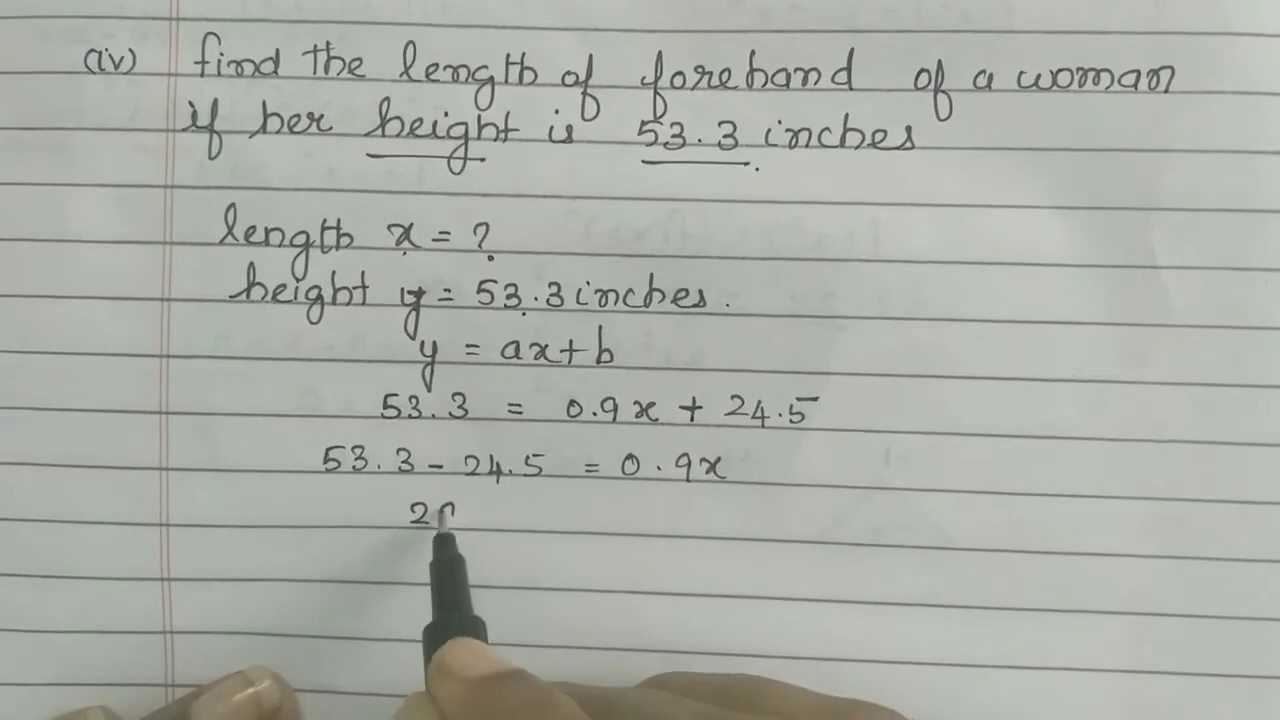 (iv) find the length of forehand of a woman
if her height is 53.3 inches.
length x = ?
height y = 53.3 inches.
y = ax+b
53.3 = 0.9x + 24.5
53.3 - 24.5 = 0.9x
2